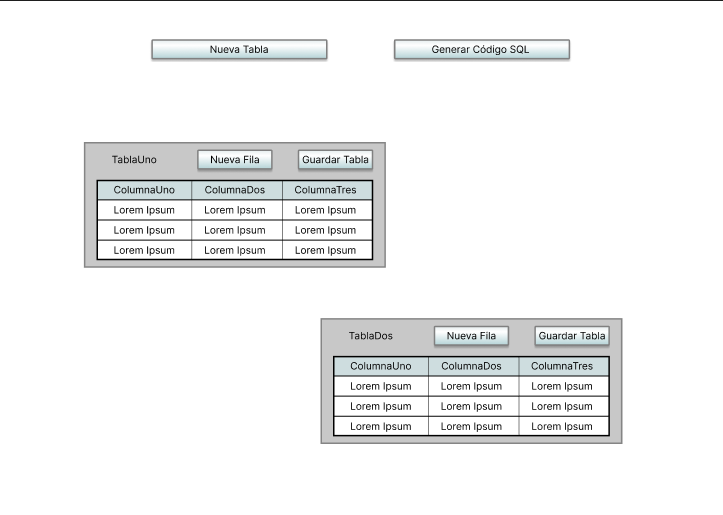 Nueva Tabla Generar Código SQL
TablaUno Nueva Fila Guardar Tabla
ColumnaUno ColumnaDos ColumnaTres
Lorem Ipsum Lorem Ipsum Lorem Ipsum
Lorem Ipsum Lorem Ipsum Lorem Ipsum
Lorem Ipsum Lorem Ipsum Lorem Ipsum
TablaDos Nueva Fila Guardar Tabla
ColumnaUno ColumnaDos ColumnaTres
Lorem Ipsum Lorem Ipsum Lorem Ipsum
Lorem Ipsum Lorem Ipsum Lorem Ipsum
Lorem Ipsum Lorem Ipsum Lorem Ipsum